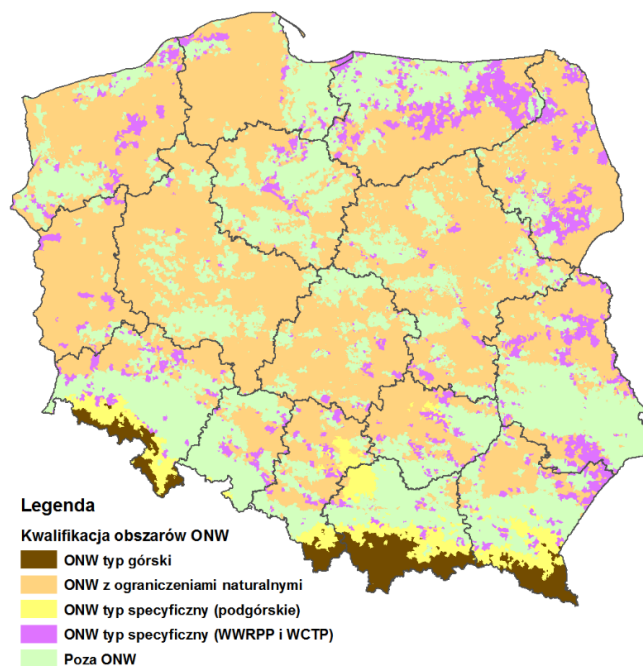 Legenda
Kwalifikacja obszarów ONW
ONW typ górski
ONW z ograniczeniami naturalnymi
ONW typ specyficzny (podgórskie)
ONW typ specyficzny (WWRPP i WCTP)
Poza ONW